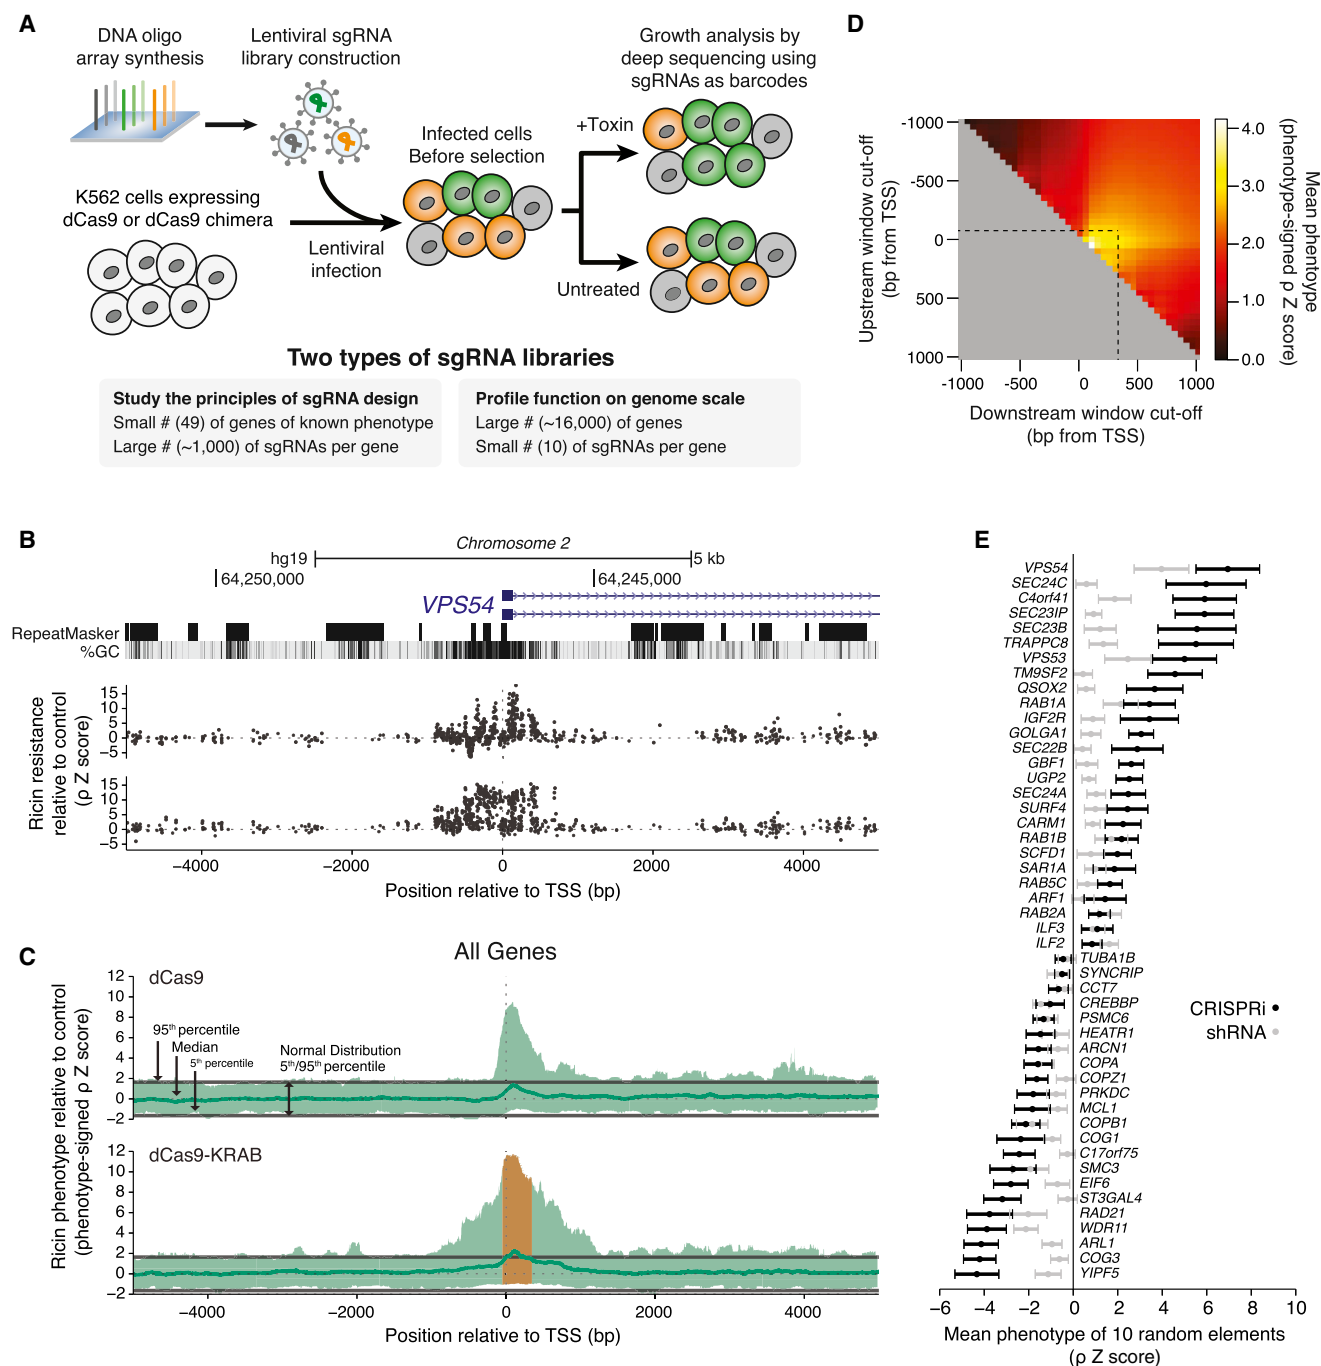 A
DNA oligo
array synthesis
Lentiviral sgRNA
library construction
Growth analysis by
deep sequencing using
sgRNAs as barcodes
Infected cells
Before selection
+Toxin
K562 cells expressing
dCas9 or dCas9 chimera
Lentiviral
infection
Untreated
Two types of sgRNA libraries
Study the principles of sgRNA design
Small # (49) of genes of known phenotype
Large # (~1,000) of sgRNAs per gene
Profile function on genome scale
Large # (~16,000) of genes
Small # (10) of sgRNAs per gene
D
Upstream window cut-off
(bp from TSS)
-1000
-500
0
500
1000
-1000
-500
0
500
1000
Downstream window cut-off
(bp from TSS)
4.0
3.0
2.0
1.0
0.0
Mean phentotype
(phenotype-signed ρ Z score)
B
Chromosome 2
hg19
5 kb
64,250,000
64,245,000
VPS54
RepeatMasker
%GC
Ricin resistance
relative to control
(ρ Z score)
15
10
5
0
−5
15
10
5
0
−5
−4000
−2000
0
2000
4000
Position relative to TSS (bp)
C
All Genes
Ricin phenotype relative to control
(phenotype-signed ρ Z score)
dCas9
12
10
8
6
4
2
0
−2
95th percentile
Median
5th percentile
Normal Distribution
5th/95th percentile
dCas9-KRAB
12
10
8
6
4
2
0
−2
−4000
−2000
0
2000
4000
Position relative to TSS (bp)
E
VPS54
SEC24C
C4orf41
SEC23IP
SEC23B
TRAPPC8
VPS53
TM9SF2
QSOX2
RAB1A
IGF2R
GOLGA1
SEC22B
GBF1
UGP2
SEC24A
SURF4
CARM1
RAB1B
SCFD1
SAR1A
RAB5C
ARF1
RAB2A
ILF3
ILF2
TUBA1B
SYNCRIP
CCT7
CREBBP
PSMC6
HEATR1
ARCN1
COPA
COPZ1
PRKDC
MCL1
COPB1
COG1
C17orf75
SMC3
EIF6
ST3GAL4
RAD21
WDR11
ARL1
COG3
YIPF5
CRISPRi
shRNA
−6
−4
−2
0
2
4
6
8
10
Mean phenotype of 10 random elements
(ρ Z score)